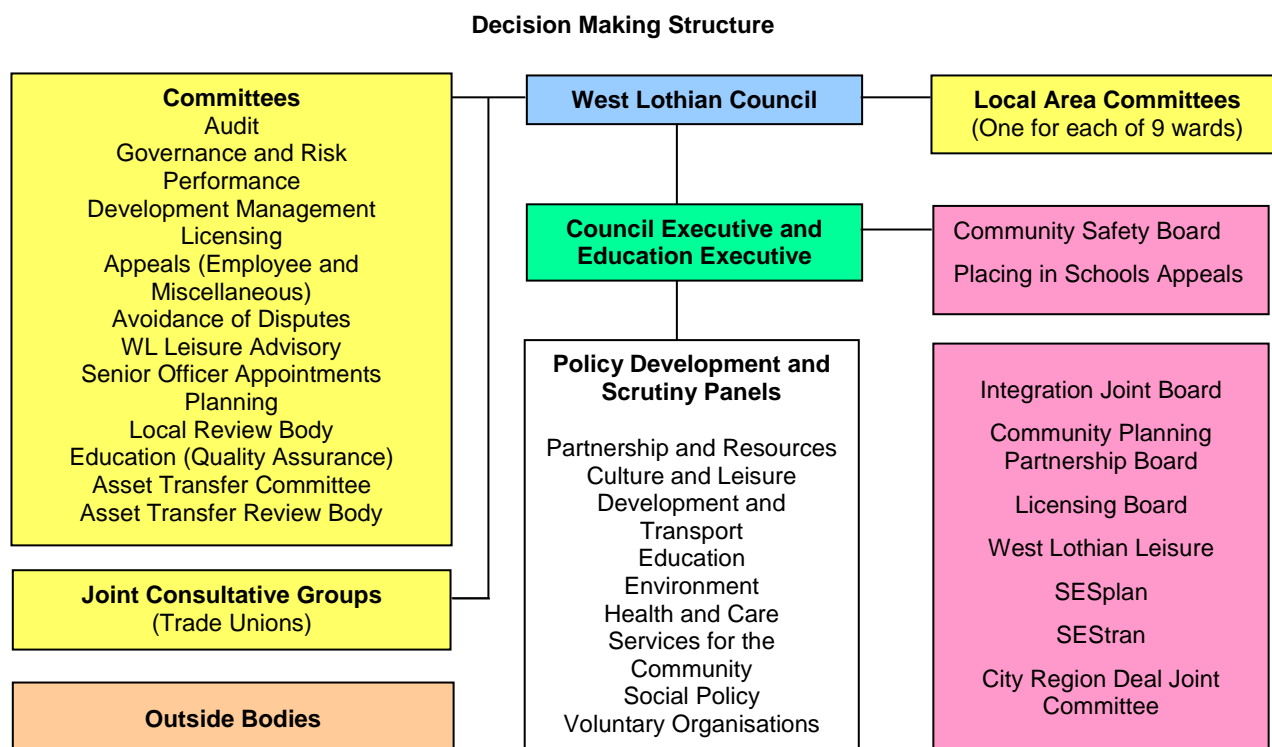 Decision Making Structure
Committees
Audit
Governance and Risk
Performance
Development Management
Licensing
Appeals (Employee and
Miscellaneous)
Avoidance of Disputes
WL Leisure Advisory
Senior Officer Appointments
Planning
Local Review Body
Education (Quality Assurance)
Asset Transfer Committee
Asset Transfer Review Body
Joint Consultative Groups
(Trade Unions)
Outside Bodies
West Lothian Council
Council Executive and
Education Executive
Policy Development and
Scrutiny Panels
Partnership and Resources
Culture and Leisure
Development and
Transport
Education
Environment
Health and Care
Services for the
Community
Social Policy
Voluntary Organisations
Local Area Committees
(One for each of 9 wards)
Community Safety Board
Placing in Schools Appeals
Integration Joint Board
Community Planning
Partnership Board
Licensing Board
West Lothian Leisure
SESplan
SEStran
City Region Deal Joint
Committee